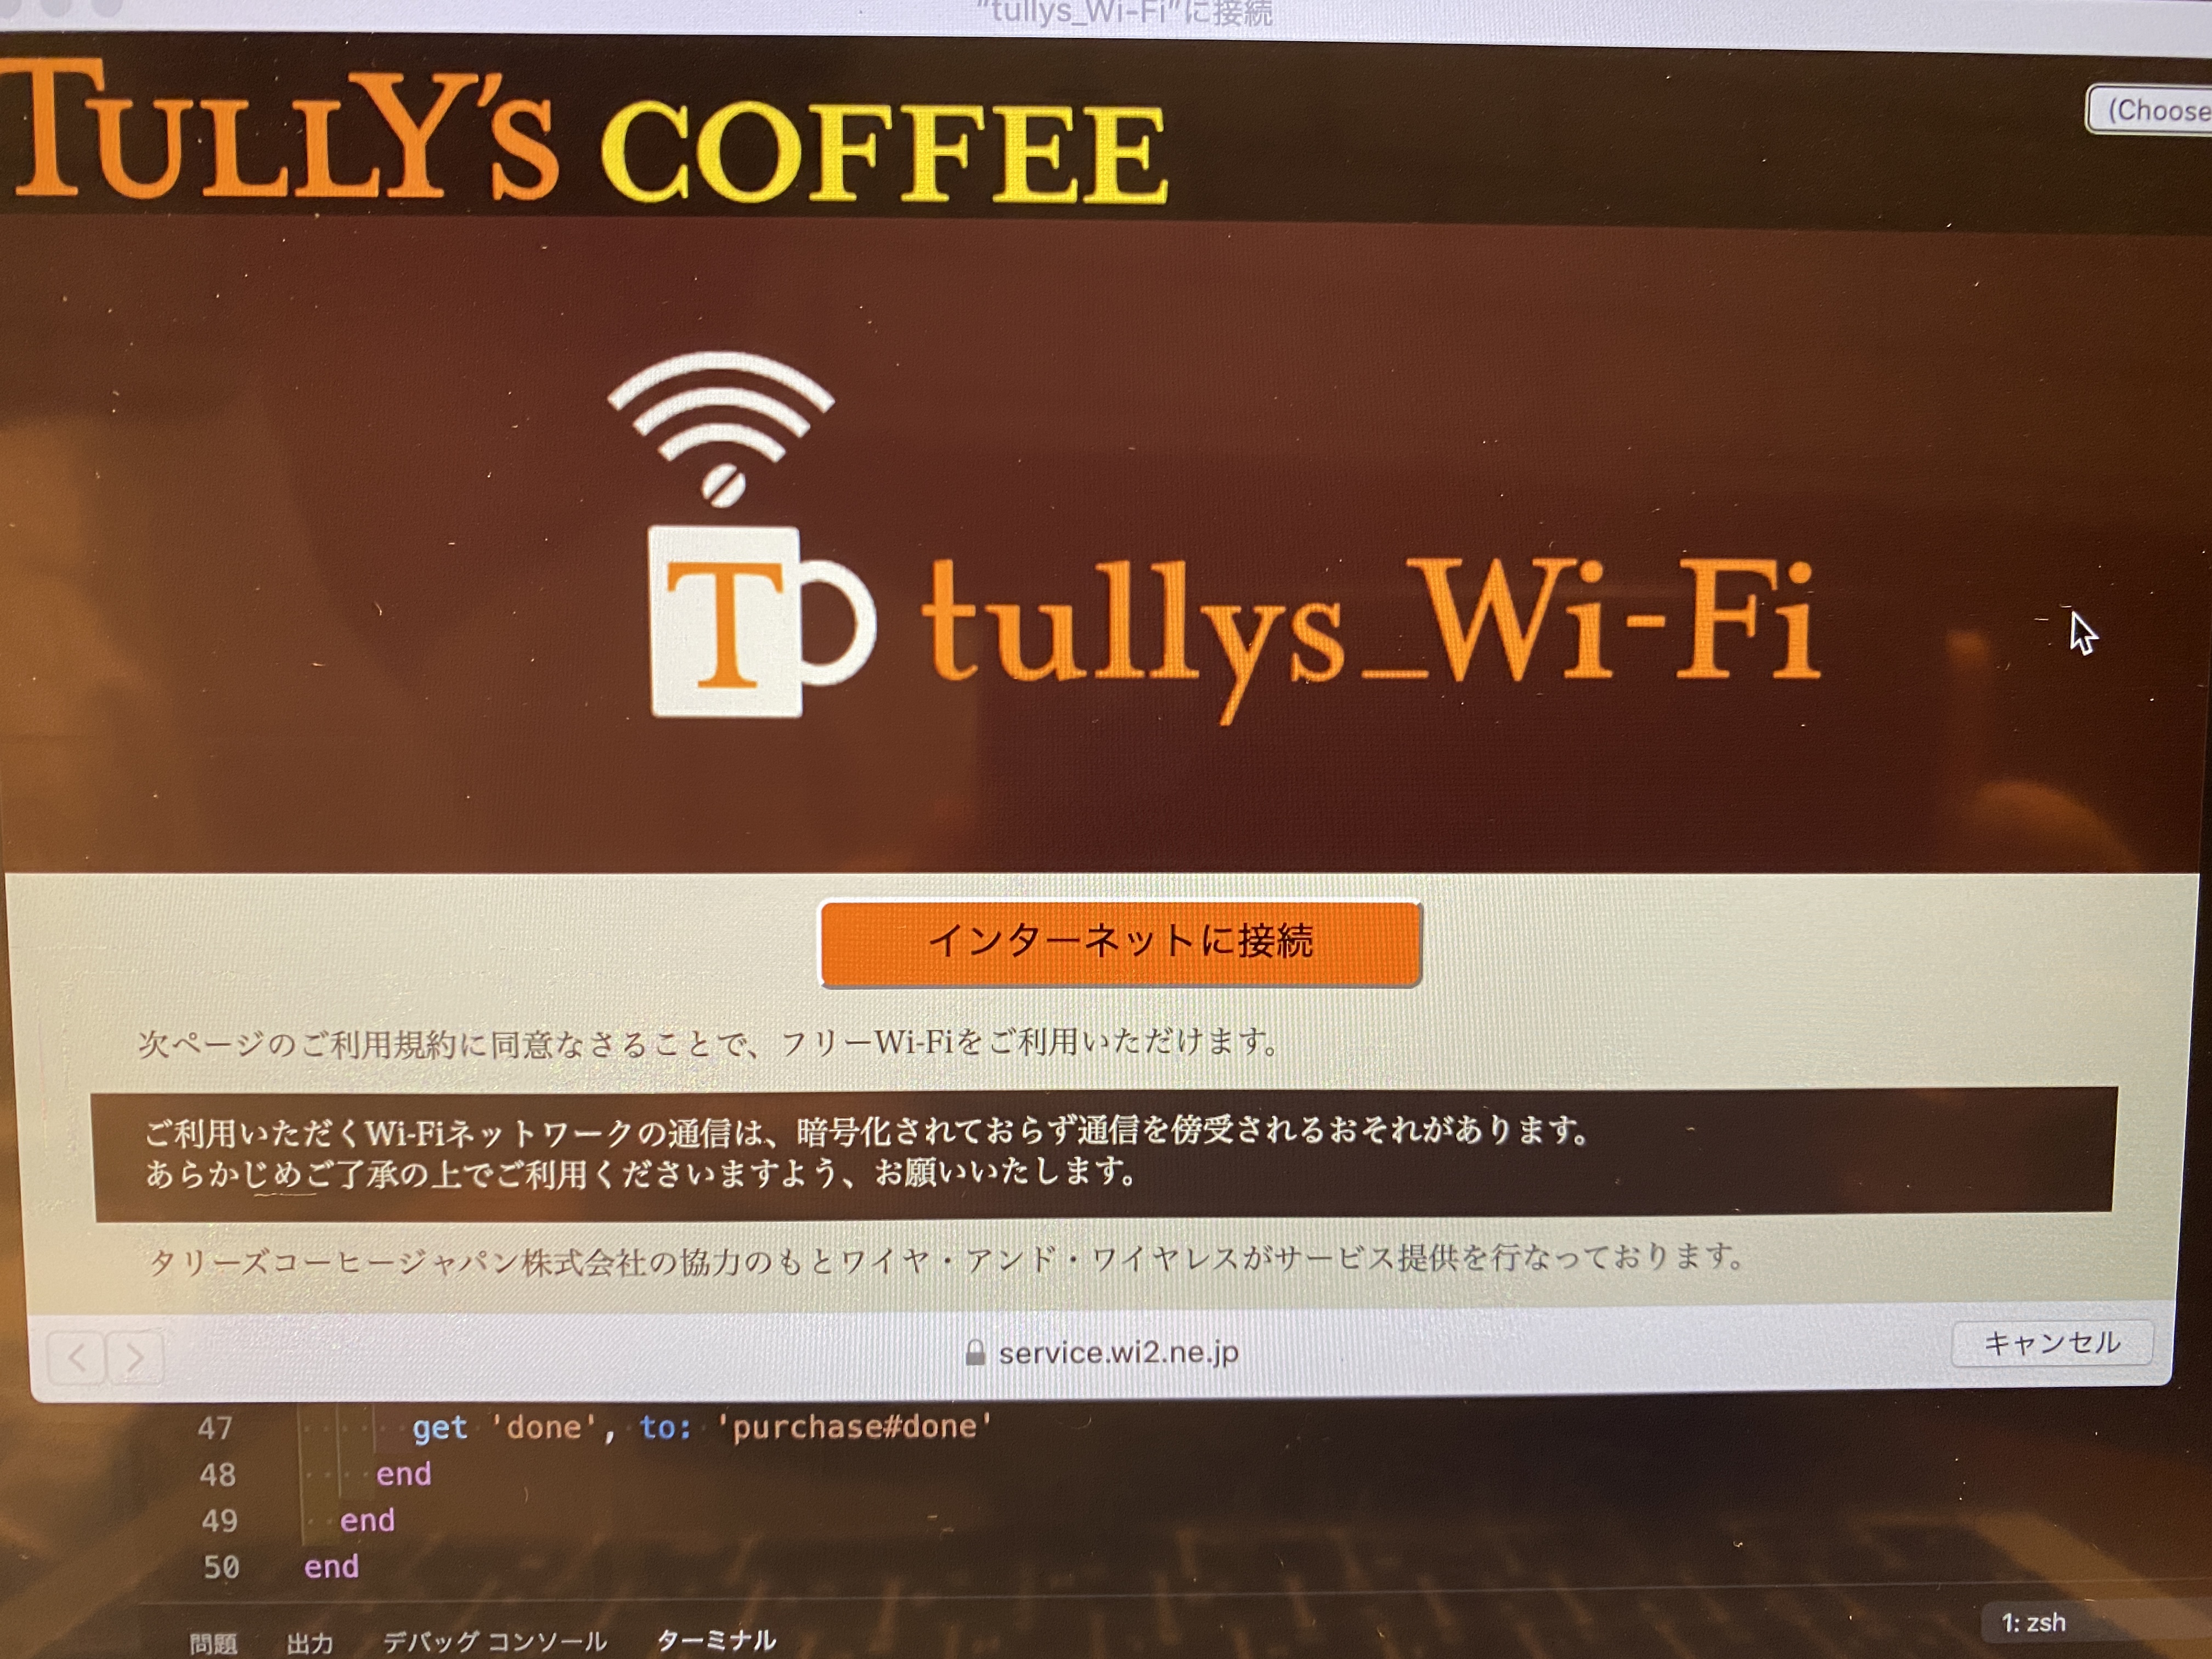 "tullys_Wi-Fi"に接続
TULLY'S COFFEE
(Choose
T tullys_Wi-Fi
インターネットに接続
次ページのご利用規約に同意なさることで、フリーWi-Fiをご利用いただけます。
ご利用いただくWi-Fiネットワークの通信は、暗号化されておらず通信を傍受されるおそれがあります。
あらかじめご了承の上でご利用くださいますよう、お願いいたします。
タリーズコーヒージャパン株式会社の協力のもとワイヤ・アンド・ワイヤレスがサービス提供を行なっております。
service.wi2.ne.jp
キャンセル
47 get 'done', to: 'purchase#done'
48 end
49 end
50 end
1: zsh
問題 出力 デバッグ コンソール ターミナル